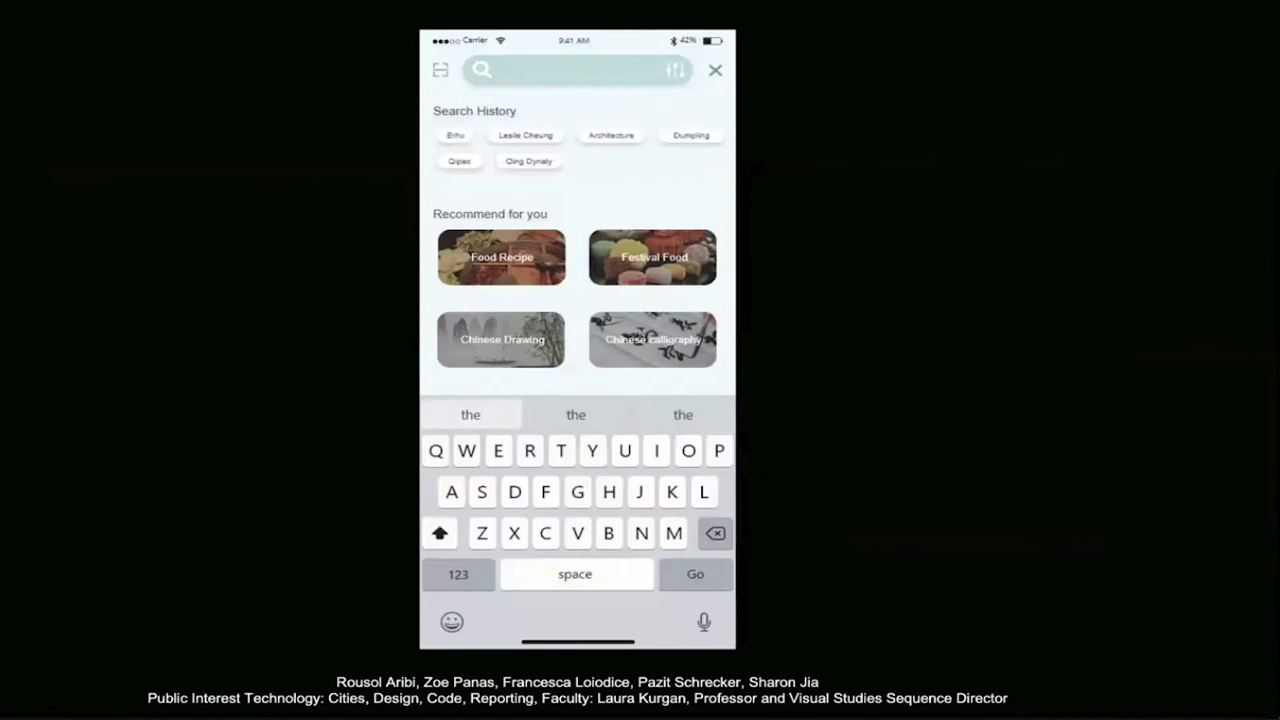 Carrier 9:41 AM 42%
Search History
Erhu Leslie Cheung Architecture Dumpling
Qipao Qing Dynaty
Recommend for you
Food Recipe Festival Food
Chinese Drawing Chinese calligraphy
the the the
Q W E R T Y U I O P
A S D F G H J K L
Z X C V B N M
123 space Go
Rousol Aribi, Zoe Panas, Francesca Loiodice, Pazit Schrecker, Sharon Jia
Public Interest Technology: Cities, Design, Code, Reporting, Faculty: Laura Kurgan, Professor and Visual Studies Sequence Director